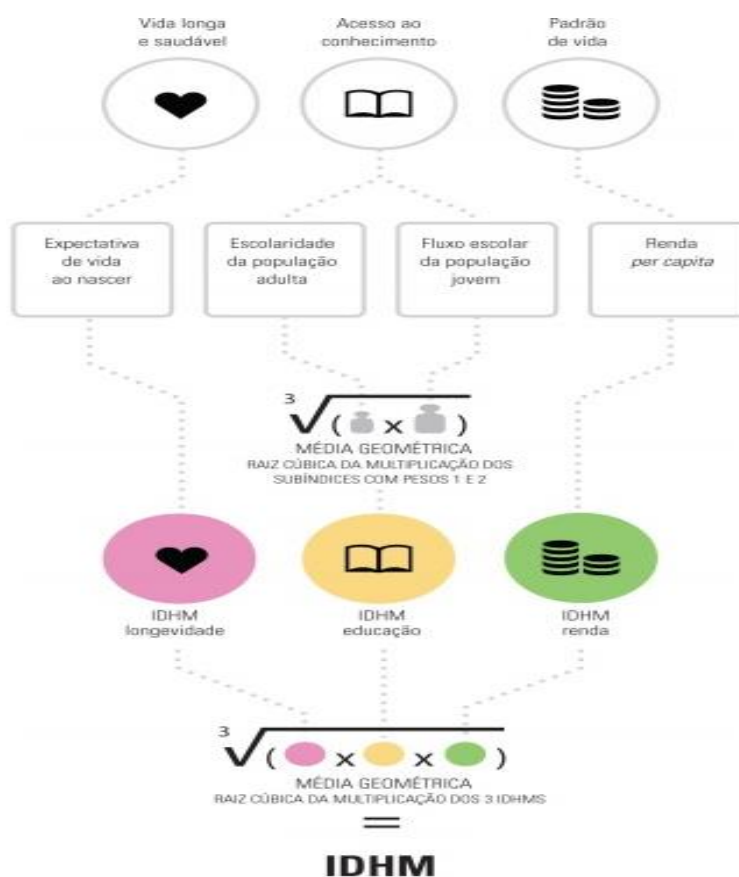 Vida longa
e saudável
Acesso ao
conhecimento
Padrão
de vida
Expectativa
de vida
ao nascer
Escolaridade
da população
adulta
Fluxo escolar
da população
jovem
Renda
per capita
3√( x )
MÉDIA GEOMÉTRICA
RAIZ CÚBICA DA MULTIPLICAÇÃO DOS
SUBÍNDICES COM PESOS 1 E 2
IDHM
longevidade
IDHM
educação
IDHM
renda
3√( x x )
MÉDIA GEOMÉTRICA
RAIZ CÚBICA DA MULTIPLICAÇÃO DOS 3 IDHMS
=
IDHM